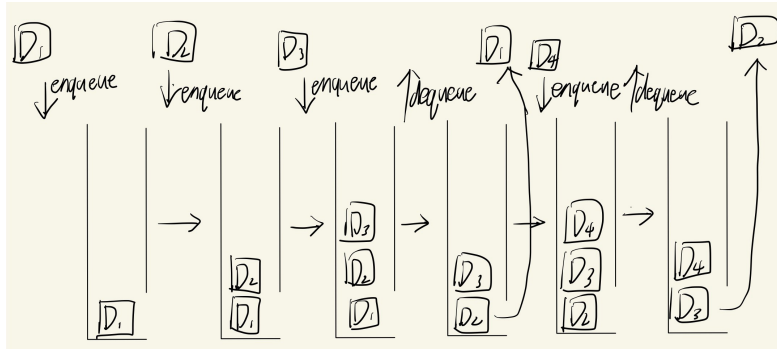 D1 D2 D3 D1 D4 D2
enqueue enqueue enqueue dequeue enqueue dequeue
D3 D4
D2 D2 D3 D3 D4
D1 D1 D1 D2 D2 D3